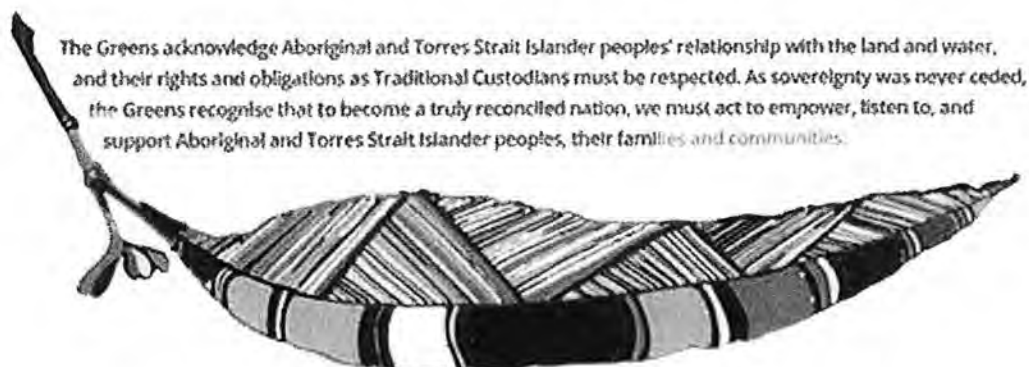 The Greens acknowledge Aboriginal and Torres Strait Islander peoples' relationship with the land and water,
and their rights and obligations as Traditional Custodians must be respected. As sovereignty was never ceded,
the Greens recognise that to become a truly reconciled nation, we must act to empower, listen to, and
support Aboriginal and Torres Strait Islander peoples, their families and communities.